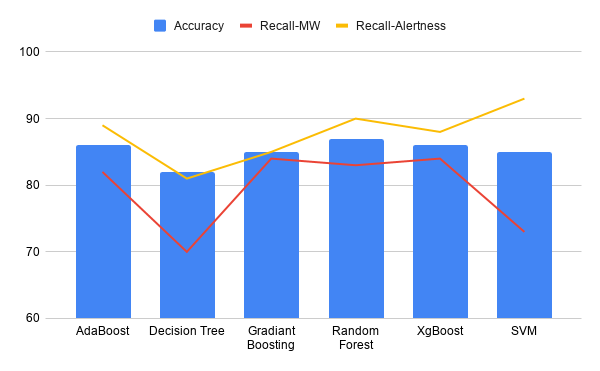 Accuracy Recall-MW Recall-Alertness
100
90
80
70
60
AdaBoost Decision Tree Gradiant Boosting Random Forest XgBoost SVM